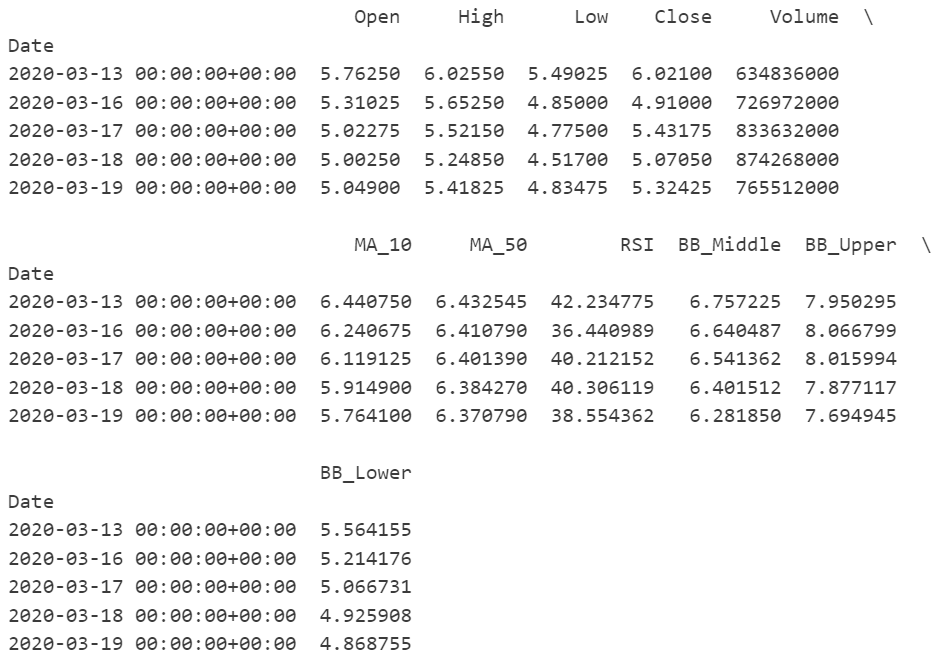 Open High Low Close Volume \
Date
2020-03-13 00:00:00+00:00 5.76250 6.02550 5.49025 6.02100 634836000
2020-03-16 00:00:00+00:00 5.31025 5.65250 4.85000 4.91000 726972000
2020-03-17 00:00:00+00:00 5.02275 5.52150 4.77500 5.43175 833632000
2020-03-18 00:00:00+00:00 5.00250 5.24850 4.51700 5.07050 874268000
2020-03-19 00:00:00+00:00 5.04900 5.41825 4.83475 5.32425 765512000
MA_10 MA_50 RSI BB_Middle BB_Upper \
Date
2020-03-13 00:00:00+00:00 6.440750 6.432545 42.234775 6.757225 7.950295
2020-03-16 00:00:00+00:00 6.240675 6.410790 36.440989 6.640487 8.066799
2020-03-17 00:00:00+00:00 6.119125 6.401390 40.212152 6.541362 8.015994
2020-03-18 00:00:00+00:00 5.914900 6.384270 40.306119 6.401512 7.877117
2020-03-19 00:00:00+00:00 5.764100 6.370790 38.554362 6.281850 7.694945
BB_Lower
Date
2020-03-13 00:00:00+00:00 5.564155
2020-03-16 00:00:00+00:00 5.214176
2020-03-17 00:00:00+00:00 5.066731
2020-03-18 00:00:00+00:00 4.925908
2020-03-19 00:00:00+00:00 4.868755